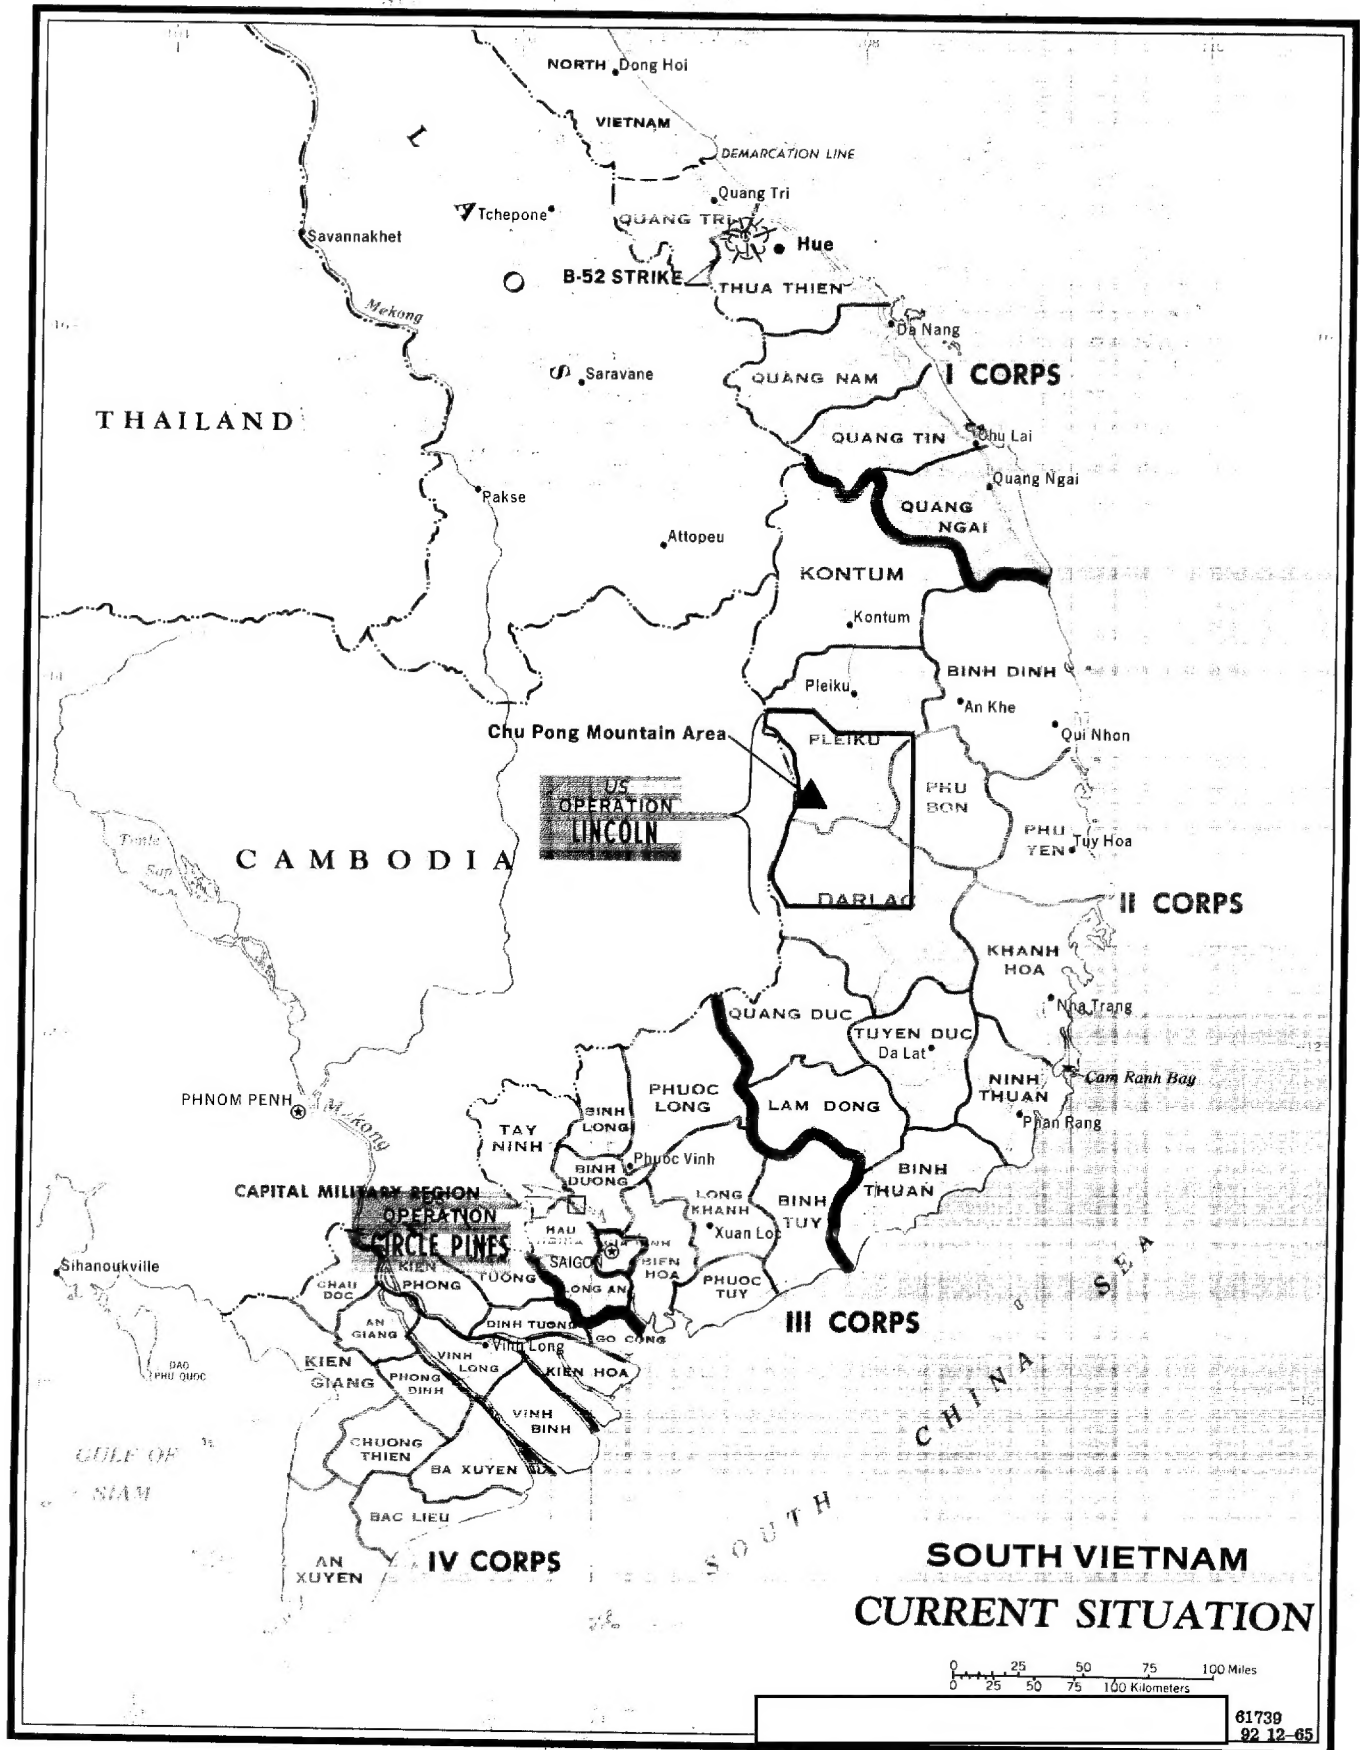 NORTH
Dong Hoi
VIETNAM
L
DEMARCATION LINE
Quang Tri
A
Tchepone
QUANG TRI
Savannakhet
Hue
B-52 STRIKE
O
THUA THIEN
Mekong
Da Nang
S
Saravane
QUANG NAM
I CORPS
THAILAND
QUANG TIN
Chu Lai
Pakse
Quang Ngai
QUANG
NGAI
Attopeu
KONTUM
Kontum
BINH DINH
Pleiku
An Khe
Chu Pong Mountain Area
PLEIKU
Qui Nhon
US
OPERATION
LINCOLN
PHU
BON
PHU
YEN
Tuy Hoa
Tonle
Sap
CAMBODIA
DARLAC
II CORPS
KHANH
HOA
Nha Trang
QUANG DUC
TUYEN DUC
Da Lat
Cam Ranh Bay
NINH
THUAN
Phan Rang
PHUOC
LONG
LAM DONG
PHNOM PENH
Mekong
BINH
LONG
TAY
NINH
Phuoc Vinh
BINH
DUONG
BINH
THUAN
CAPITAL MILITARY REGION
US
OPERATION
CIRCLE PINES
LONG
KHANH
BINH
TUY
HAU
Xuan Loc
SAIGON
BIEN
HOA
Sihanoukville
KIEN
PHONG
TUONG
LONG AN
PHUOC
TUY
CHAU
DOC
III CORPS
AN
GIANG
DINH TUONG
GO CONG
Vinh Long
KIEN
GIANG
VINH
LONG
KIEN HOA
DAO
PHU QUOC
PHONG
DINH
VINH
BINH
CHUONG
THIEN
BA XUYEN
GULF OF
SIAM
BAC LIEU
AN
XUYEN
IV CORPS
SOUTH CHINA SEA
SOUTH VIETNAM
CURRENT SITUATION
0 25 50 75 100 Miles
0 25 50 75 100 Kilometers
61739
92 12-65